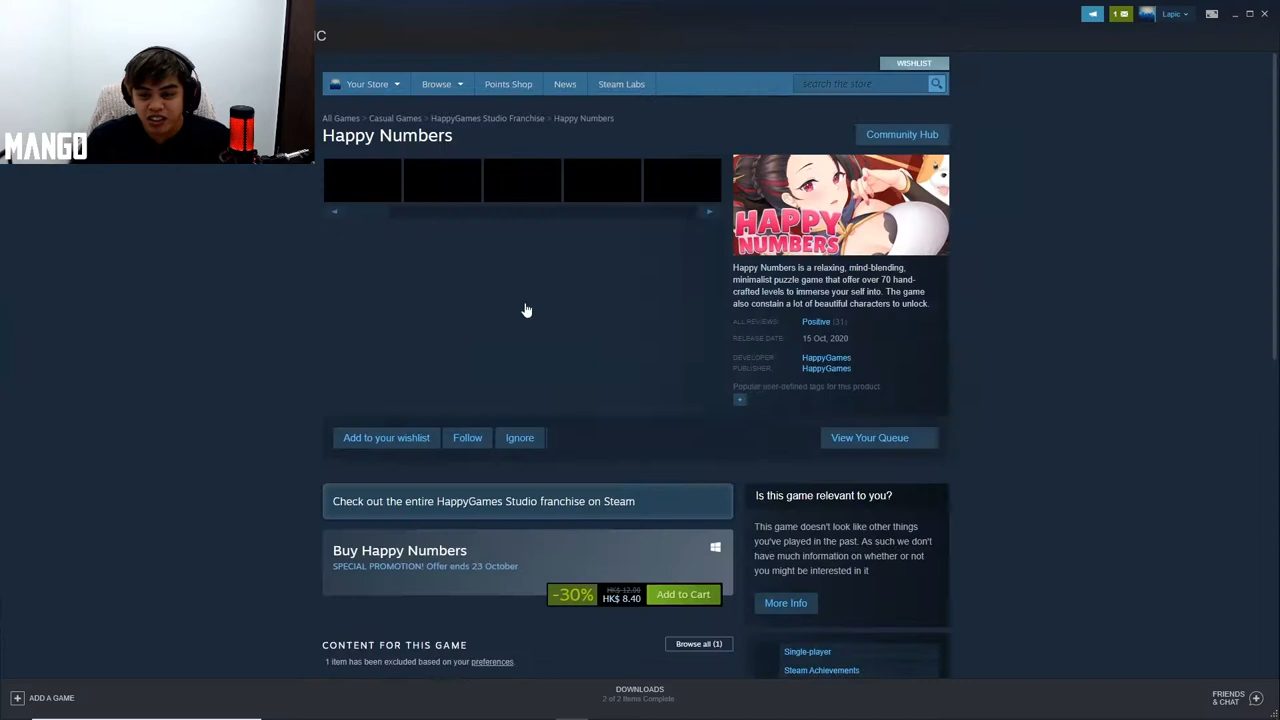 1
Lapic
IC
MANGO
WISHLIST
Your Store
Browse
Points Shop
News
Steam Labs
search the store
All Games > Casual Games > HappyGames Studio Franchise > Happy Numbers
Happy Numbers
Community Hub
HAPPY
NUMBERS
Happy Numbers is a relaxing, mind-blending,
minimalist puzzle game that offer over 70 hand-
crafted levels to immerse your self into. The game
also constain a lot of beautiful characters to unlock.
ALL REVIEWS: Positive (31)
RELEASE DATE: 15 Oct, 2020
DEVELOPER: HappyGames
PUBLISHER: HappyGames
Popular user-defined tags for this product
+
Add to your wishlist
Follow
Ignore
View Your Queue
Check out the entire HappyGames Studio franchise on Steam
Is this game relevant to you?
This game doesn't look like other things
you've played in the past. As such we don't
have much information on whether or not
you might be interested in it
More Info
Buy Happy Numbers
SPECIAL PROMOTION! Offer ends 23 October
-30%
HK$ 12.00
HK$ 8.40
Add to Cart
CONTENT FOR THIS GAME
Browse all (1)
1 item has been excluded based on your preferences.
Single-player
Steam Achievements
+ ADD A GAME
DOWNLOADS
2 of 2 Items Complete
FRIENDS
& CHAT